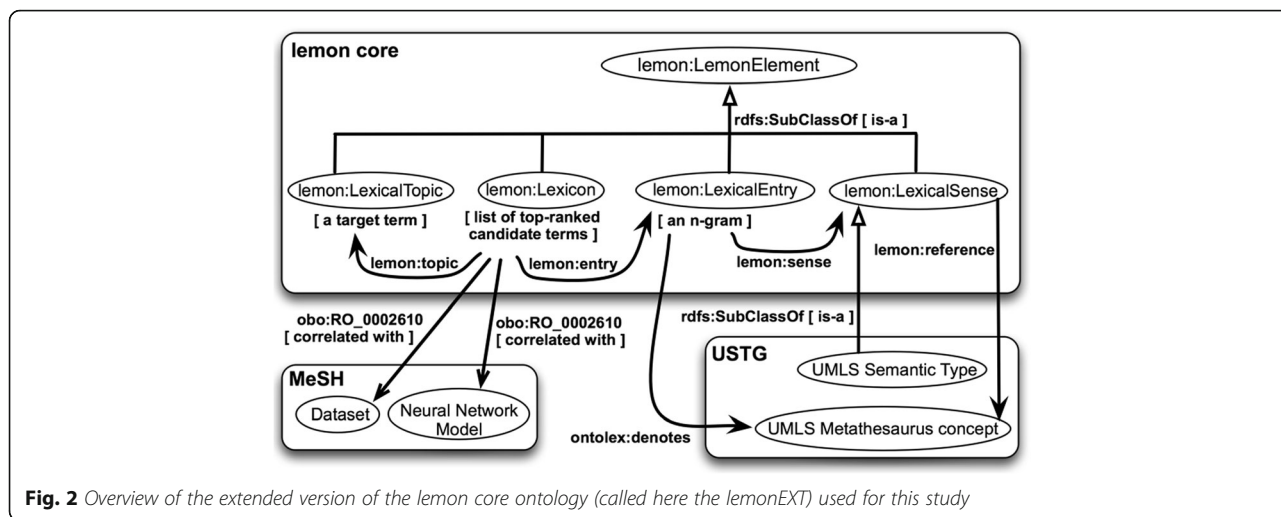 lemon core
lemon:LemonElement
rdfs:SubClassOf [ is-a ]
lemon:LexicalTopic
lemon:Lexicon
lemon:LexicalEntry
lemon:LexicalSense
[ a target term ]
[ list of top-ranked
candidate terms ]
[ an n-gram ]
lemon:topic
lemon:entry
lemon:sense
lemon:reference
obo:RO_0002610
[ correlated with ]
obo:RO_0002610
[ correlated with ]
rdfs:SubClassOf [ is-a ]
MeSH
Dataset
Neural Network
Model
USTG
UMLS Semantic Type
UMLS Metathesaurus concept
ontolex:denotes
Fig. 2 Overview of the extended version of the lemon core ontology (called here the lemonEXT) used for this study